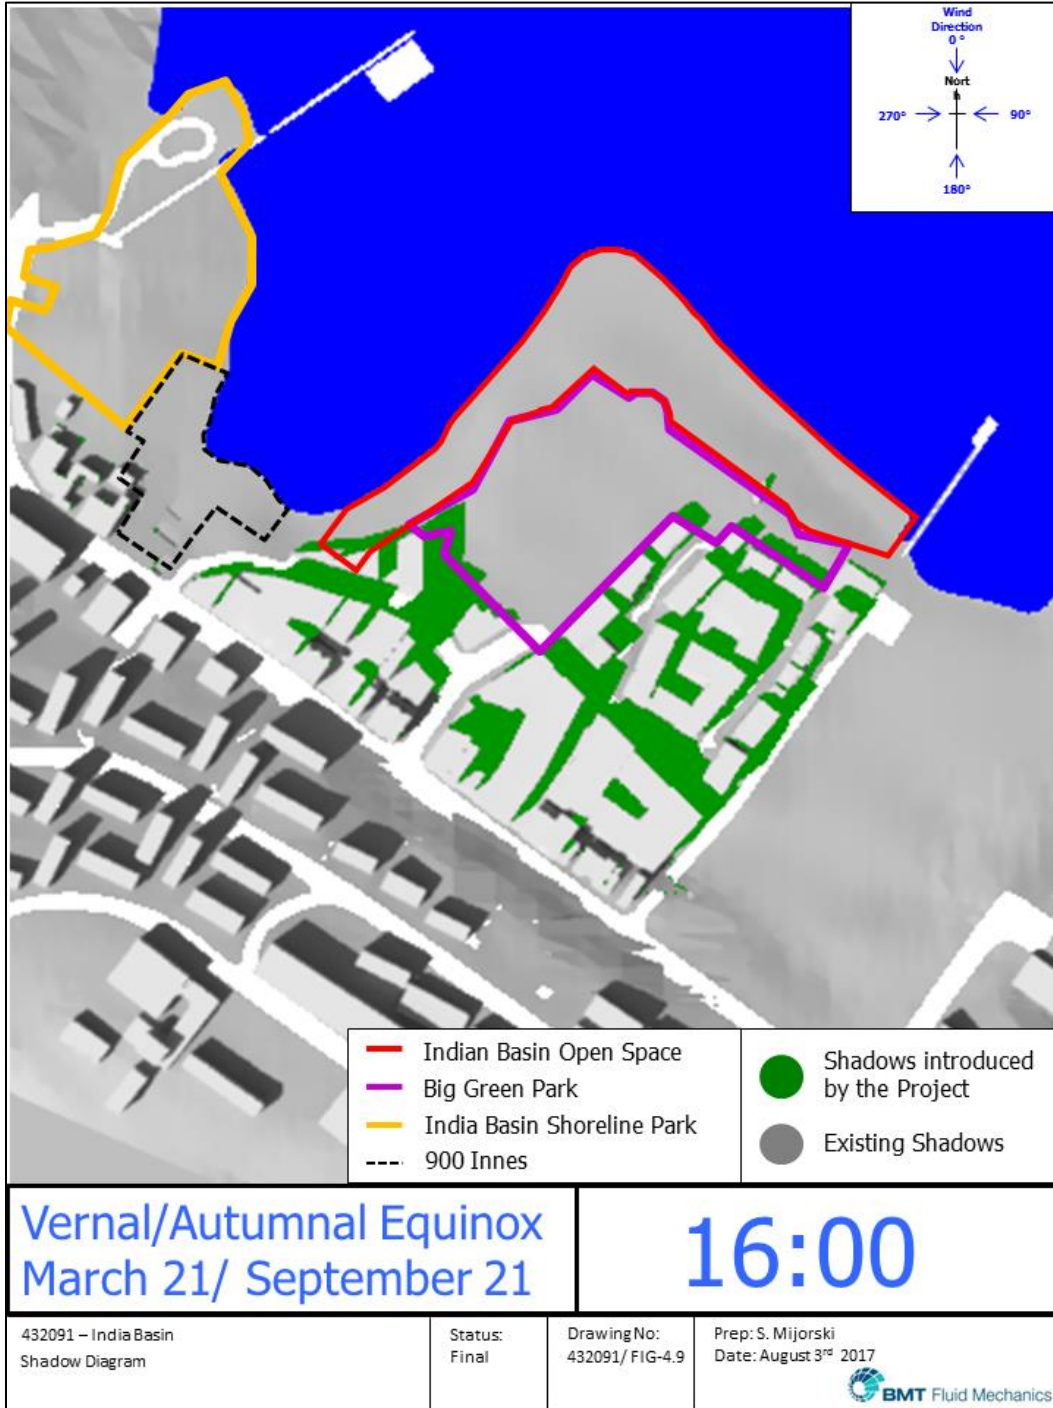 Wind
Direction
0 °
Nort
h
270°
90°
180°
Indian Basin Open Space
Big Green Park
India Basin Shoreline Park
900 Innes
Shadows introduced
by the Project
Existing Shadows
Vernal/Autumnal Equinox
March 21/ September 21
16:00
432091 – India Basin
Shadow Diagram
Status:
Final
Drawing No:
432091/ FIG-4.9
Prep: S. Mijorski
Date: August 3rd 2017
BMT Fluid Mechanics